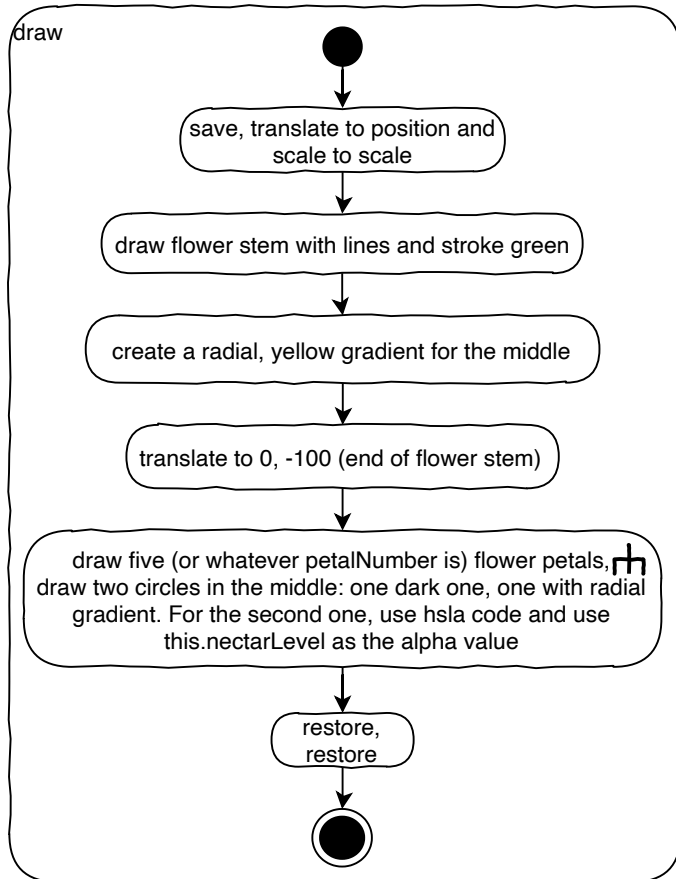 draw
save, translate to position and
scale to scale
draw flower stem with lines and stroke green
create a radial, yellow gradient for the middle
translate to 0, -100 (end of flower stem)
draw five (or whatever petalNumber is) flower petals,
draw two circles in the middle: one dark one, one with radial
gradient. For the second one, use hsla code and use
this.nectarLevel as the alpha value
restore,
restore